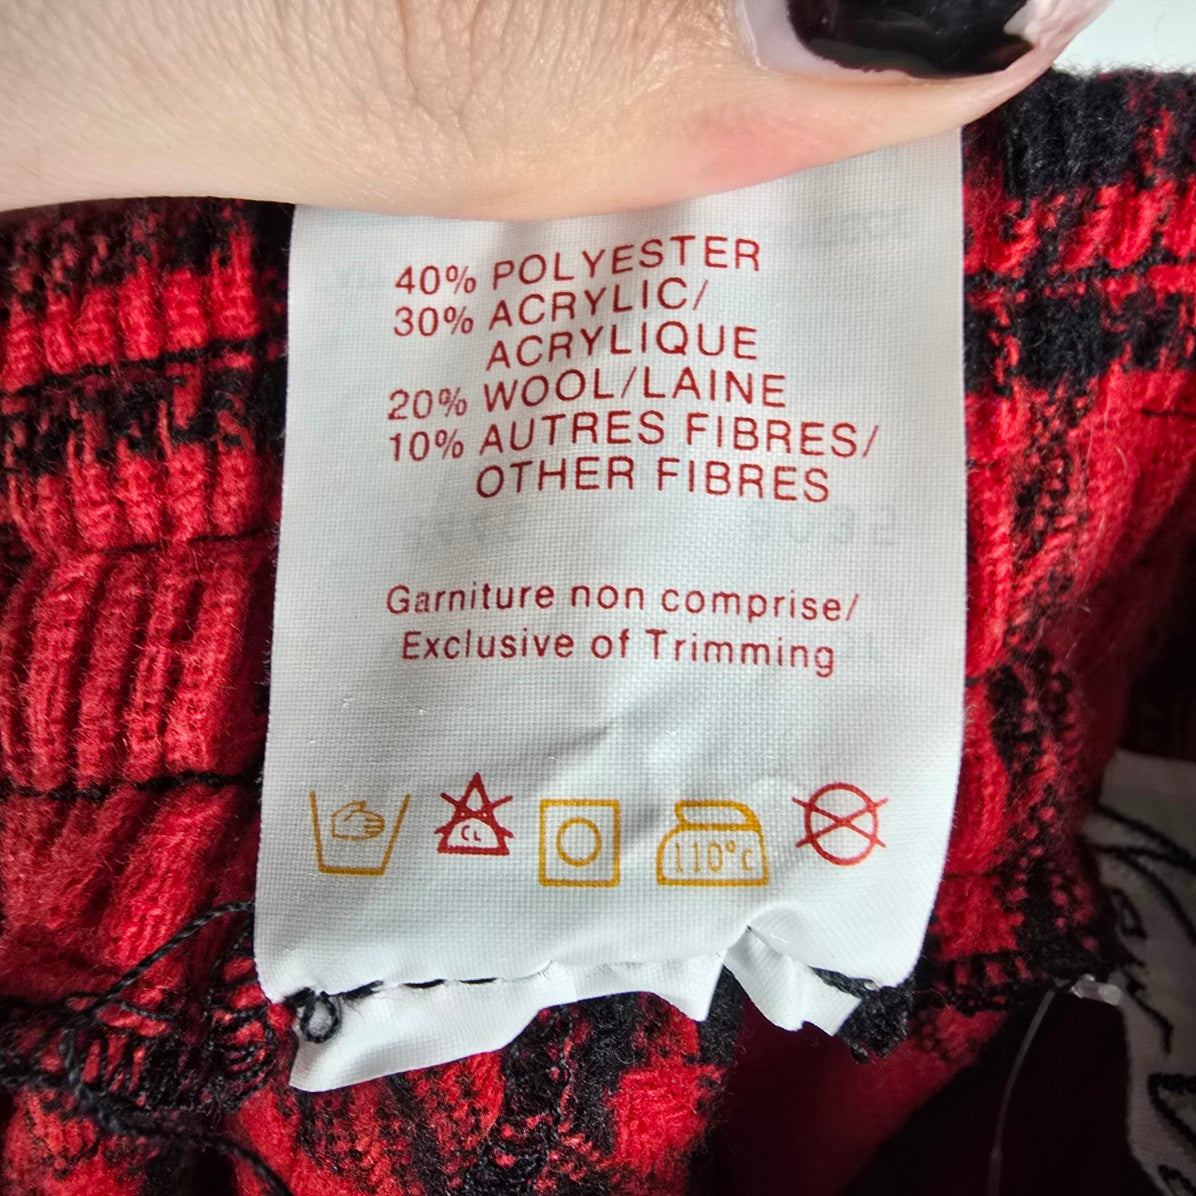 40% POLYESTER
30% ACRYLIC/
ACRYLIQUE
20% WOOL/LAINE
10% AUTRES FIBRES/
OTHER FIBRES
Garniture non comprise/
Exclusive of Trimming
CL
110°C